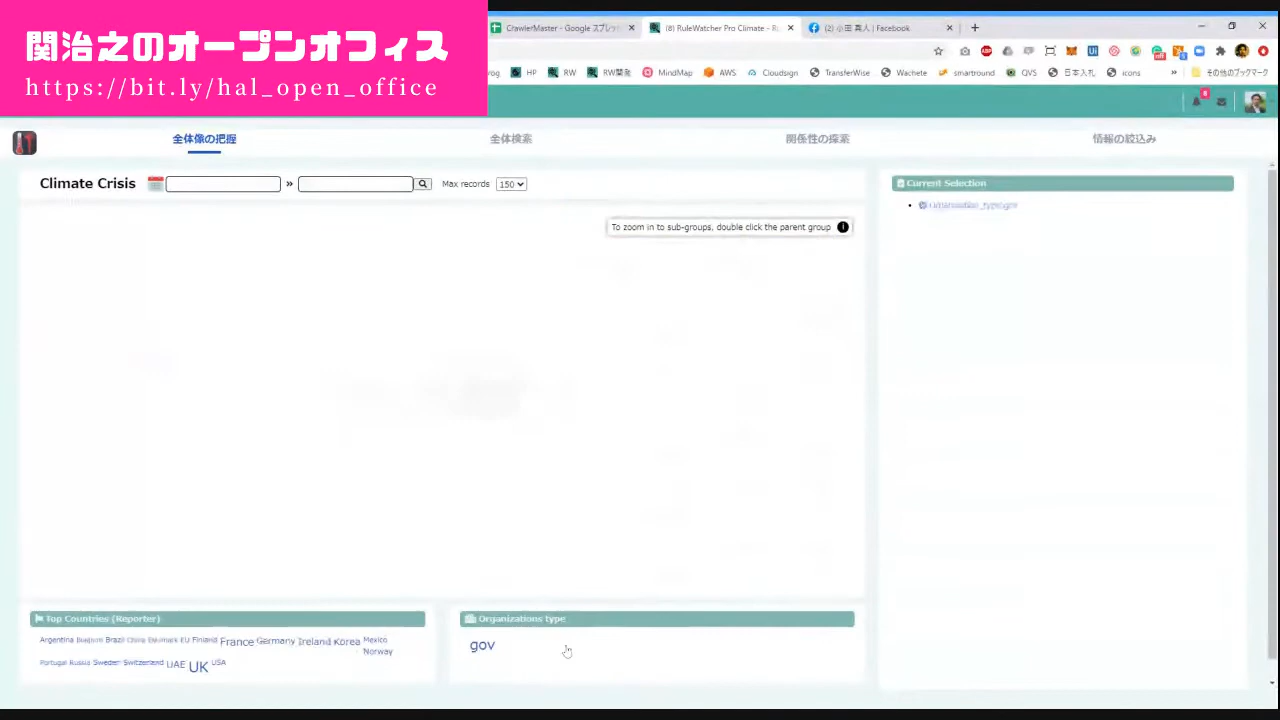 関治之のオープンオフィス
https://bit.ly/hal_open_office
CrawlerMaster - Google スプレッ
(8) RuleWatcher Pro Climate - R
(2) 小田 真人 | Facebook
HP
RW
RW開発
MindMap
AWS
Cloudsign
TransferWise
Wachete
smartround
QVS
日本入札
icons
»
その他のブックマーク
全体像の把握
全体検索
関係性の探索
情報の絞込み
Climate Crisis
»
Max records
150
Current Selection
To zoom in to sub-groups, double click the parent group
Top Countries (Reporter)
Argentina Belgium Brazil China Denmark EU Finland France Germany Ireland Korea Mexico
Norway
Portugal Russia Sweden Switzerland UAE UK USA
Organizations type
gov